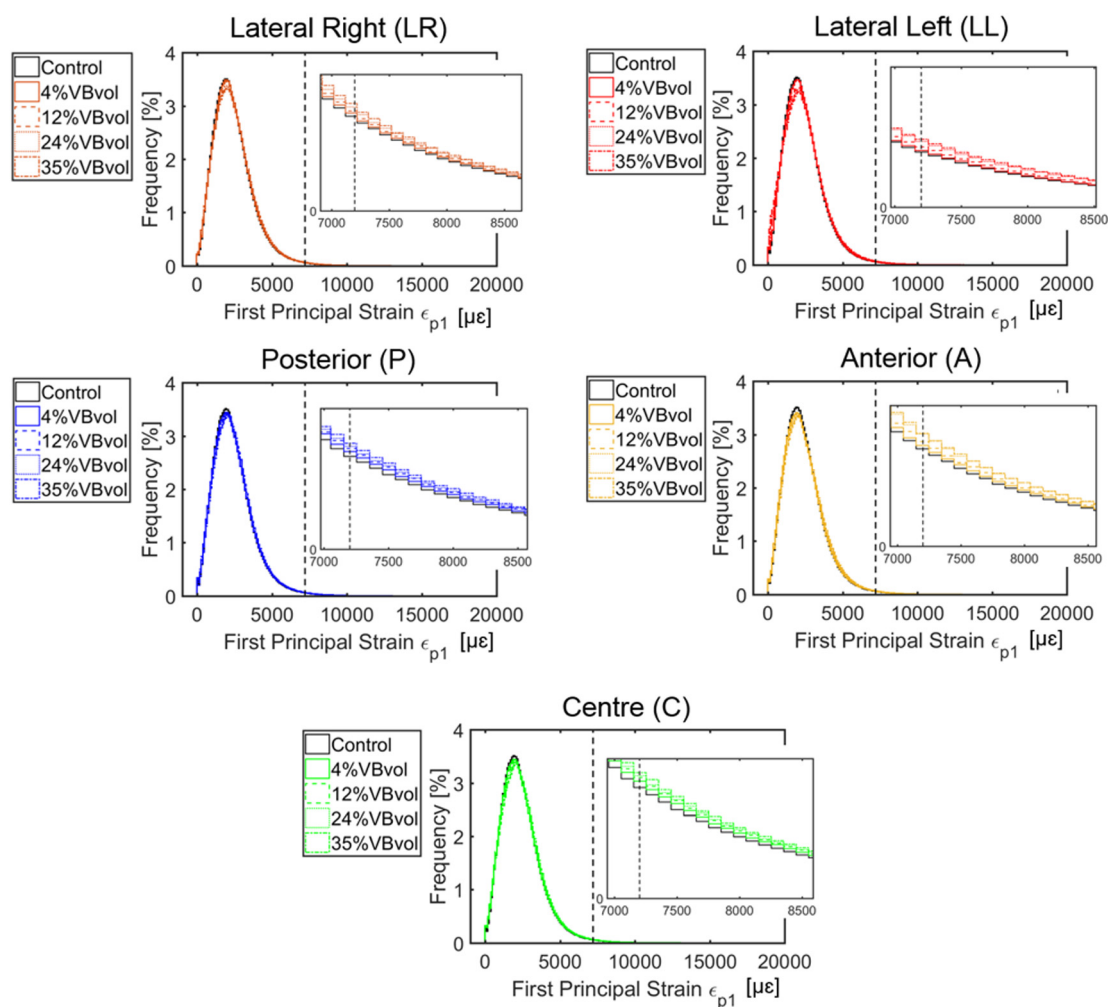 Lateral Right (LR)
Control
4%VBvol
12%VBvol
24%VBvol
35%VBvol
Frequency [%]
4
3
2
1
0
0
7000 7500 8000 8500
0 5000 10000 15000 20000
First Principal Strain ϵp1 [µε]
Lateral Left (LL)
Control
4%VBvol
12%VBvol
24%VBvol
35%VBvol
Frequency [%]
4
3
2
1
0
0
7000 7500 8000 8500
0 5000 10000 15000 20000
First Principal Strain ϵp1 [µε]
Posterior (P)
Control
4%VBvol
12%VBvol
24%VBvol
35%VBvol
Frequency [%]
4
3
2
1
0
0
7000 7500 8000 8500
0 5000 10000 15000 20000
First Principal Strain ϵp1 [µε]
Anterior (A)
Control
4%VBvol
12%VBvol
24%VBvol
35%VBvol
Frequency [%]
4
3
2
1
0
0
7000 7500 8000 8500
0 5000 10000 15000 20000
First Principal Strain ϵp1 [µε]
Centre (C)
Control
4%VBvol
12%VBvol
24%VBvol
35%VBvol
Frequency [%]
4
3
2
1
0
0
7000 7500 8000 8500
0 5000 10000 15000 20000
First Principal Strain ϵp1 [µε]